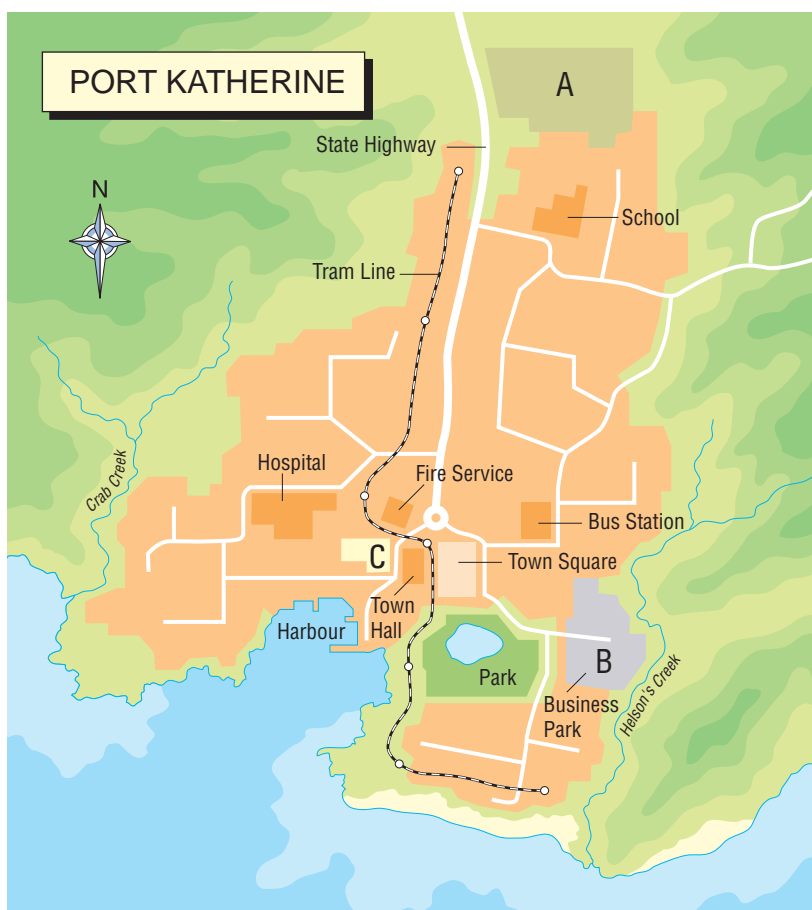 PORT KATHERINE
A
State Highway
N
School
Tram Line
Crab Creek
Hospital
Fire Service
Bus Station
C
Town Square
Town
Hall
Harbour
B
Park
Business
Park
Helson's Creek